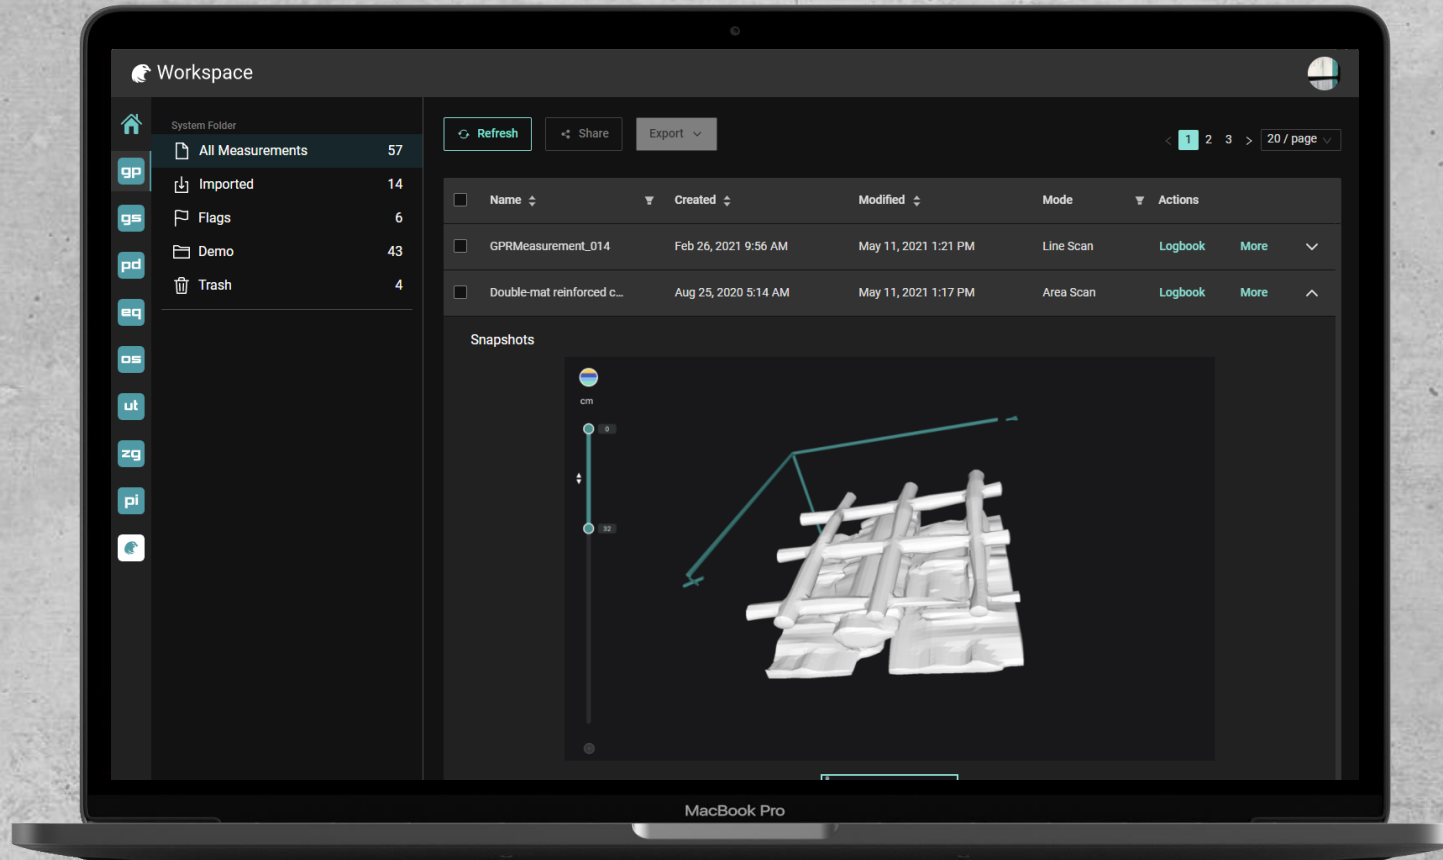 Workspace
System Folder
All Measurements 57
Imported 14
Flags 6
Demo 43
Trash 4
gp
gs
pd
eq
os
ut
zg
pi
Refresh Share Export
1 2 3 20 / page
Name Created Modified Mode Actions
GPRMeasurement_014 Feb 26, 2021 9:56 AM May 11, 2021 1:21 PM Line Scan Logbook More
Double-mat reinforced c... Aug 25, 2020 5:14 AM May 11, 2021 1:17 PM Area Scan Logbook More
Snapshots
cm
0
32
MacBook Pro